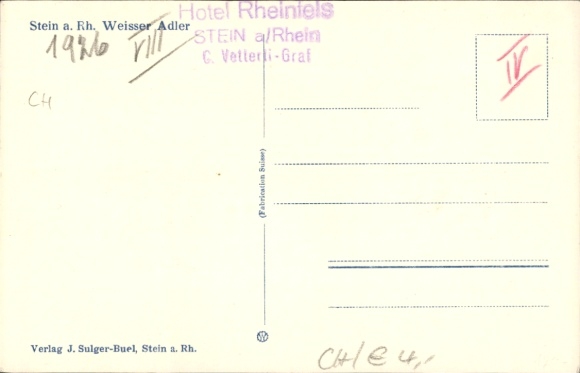 Stein a. Rh. Weisser Adler
1926 VIII
Hotel Rheinfels
STEIN a/Rhein
C. Vetterli-Graf
IV
CH
(Fabrication Suisse)
Verlag J. Sulger-Buel, Stein a. Rh.
CH/€ 4,-